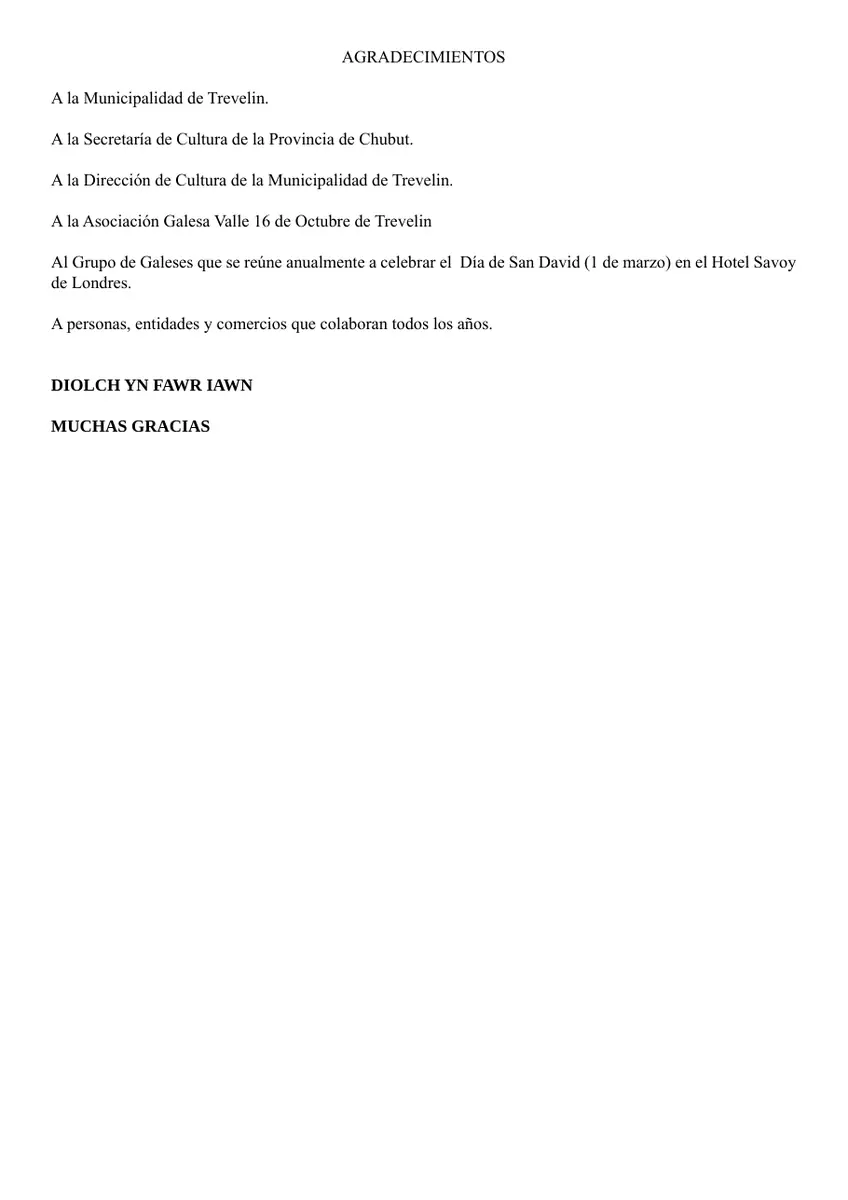 AGRADECIMIENTOS
A la Municipalidad de Trevelin.
A la Secretaría de Cultura de la Provincia de Chubut.
A la Dirección de Cultura de la Municipalidad de Trevelin.
A la Asociación Galesa Valle 16 de Octubre de Trevelin
Al Grupo de Galeses que se reúne anualmente a celebrar el  Día de San David (1 de marzo) en el Hotel Savoy
de Londres.
A personas, entidades y comercios que colaboran todos los años.
DIOLCH YN FAWR IAWN
MUCHAS GRACIAS